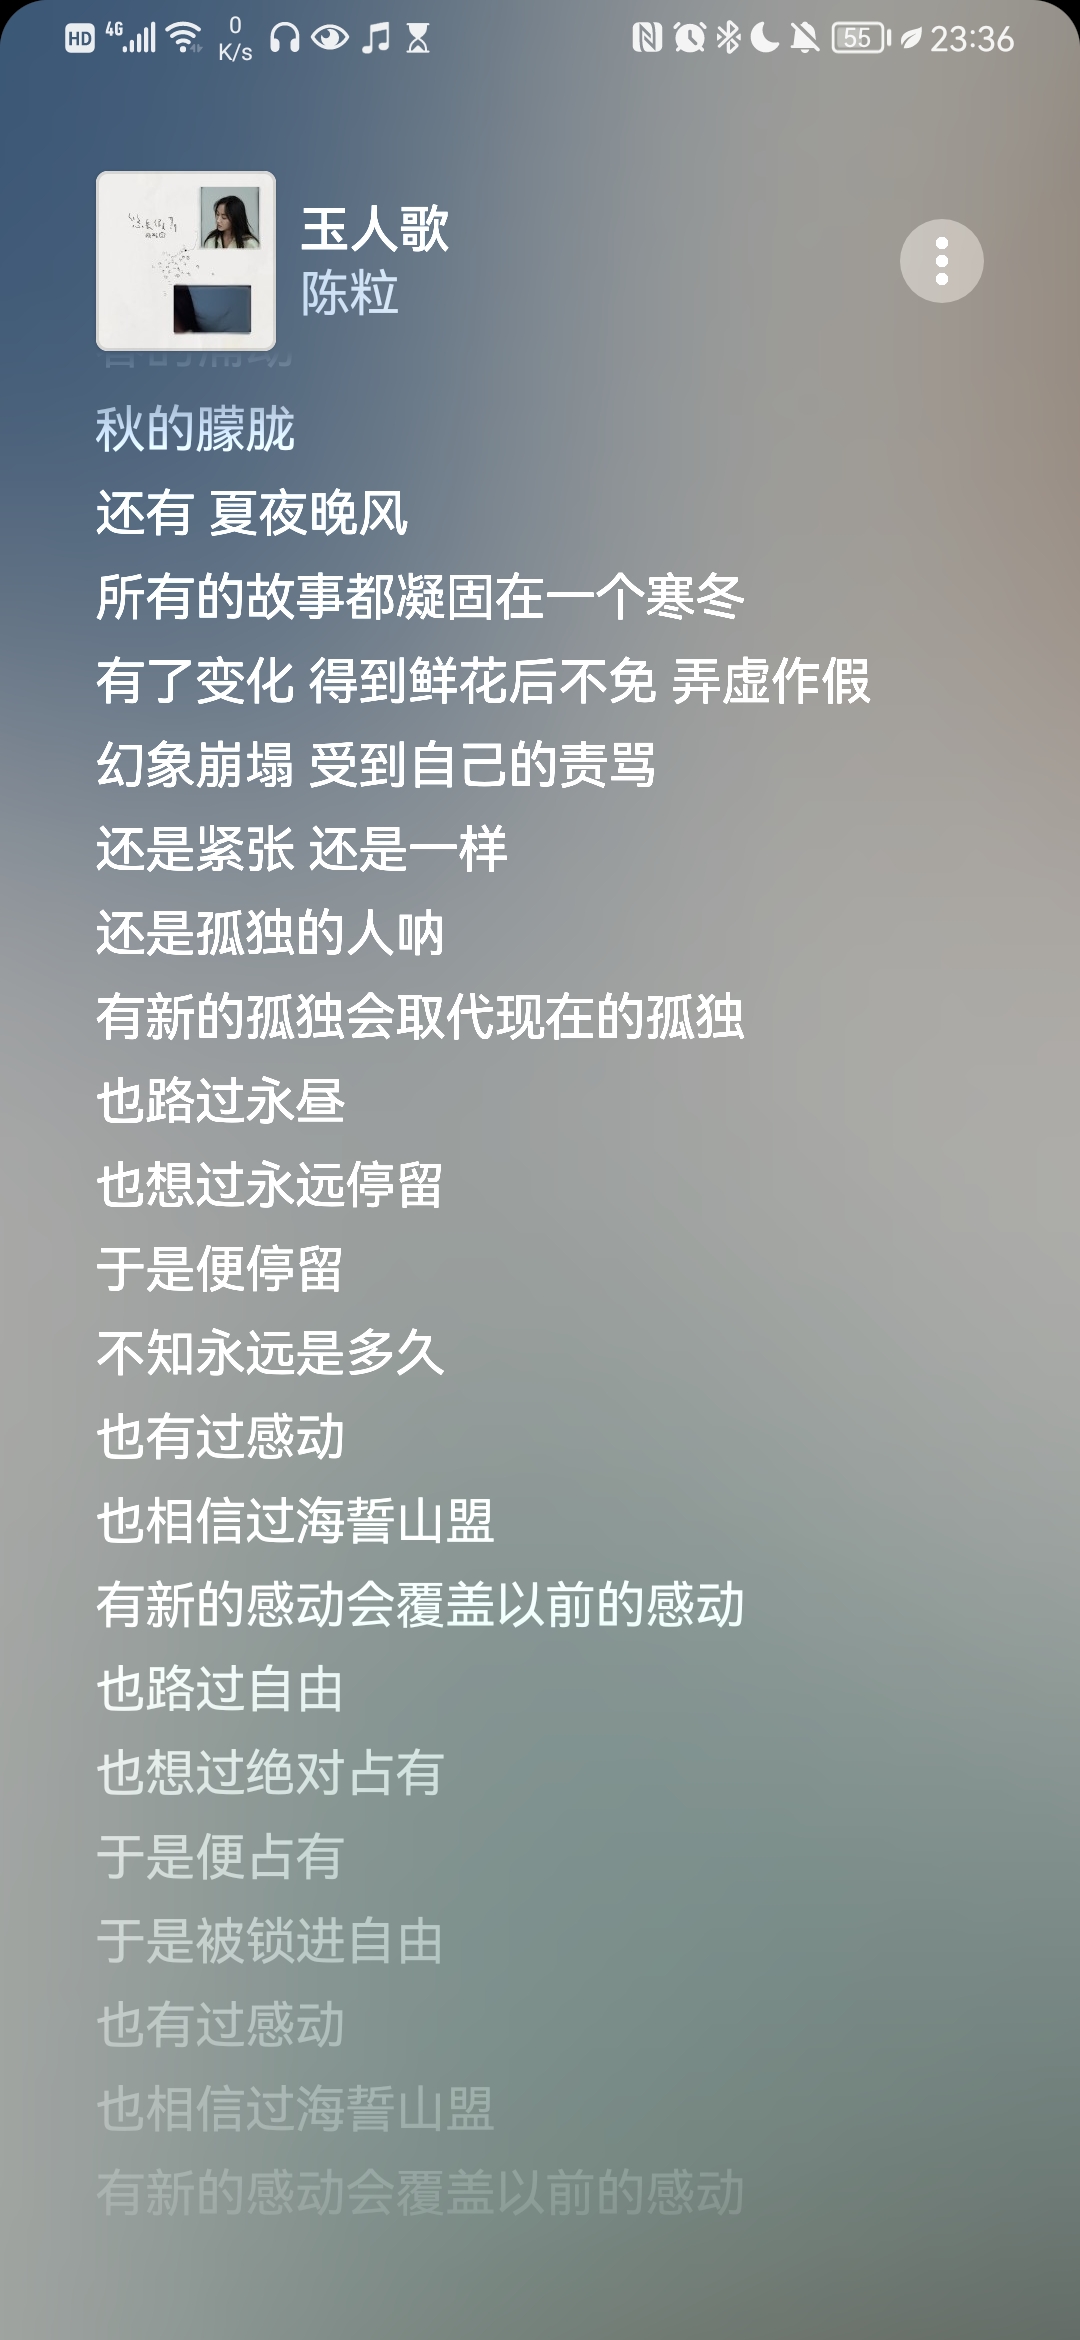 HD 4G 0 K/s 55 23:36
玉人歌
陈粒
秋的朦胧
还有 夏夜晚风
所有的故事都凝固在一个寒冬
有了变化 得到鲜花后不免 弄虚作假
幻象崩塌 受到自己的责骂
还是紧张 还是一样
还是孤独的人呐
有新的孤独会取代现在的孤独
也路过永昼
也想过永远停留
于是便停留
不知永远是多久
也有过感动
也相信过海誓山盟
有新的感动会覆盖以前的感动
也路过自由
也想过绝对占有
于是便占有
于是被锁进自由
也有过感动
也相信过海誓山盟
有新的感动会覆盖以前的感动